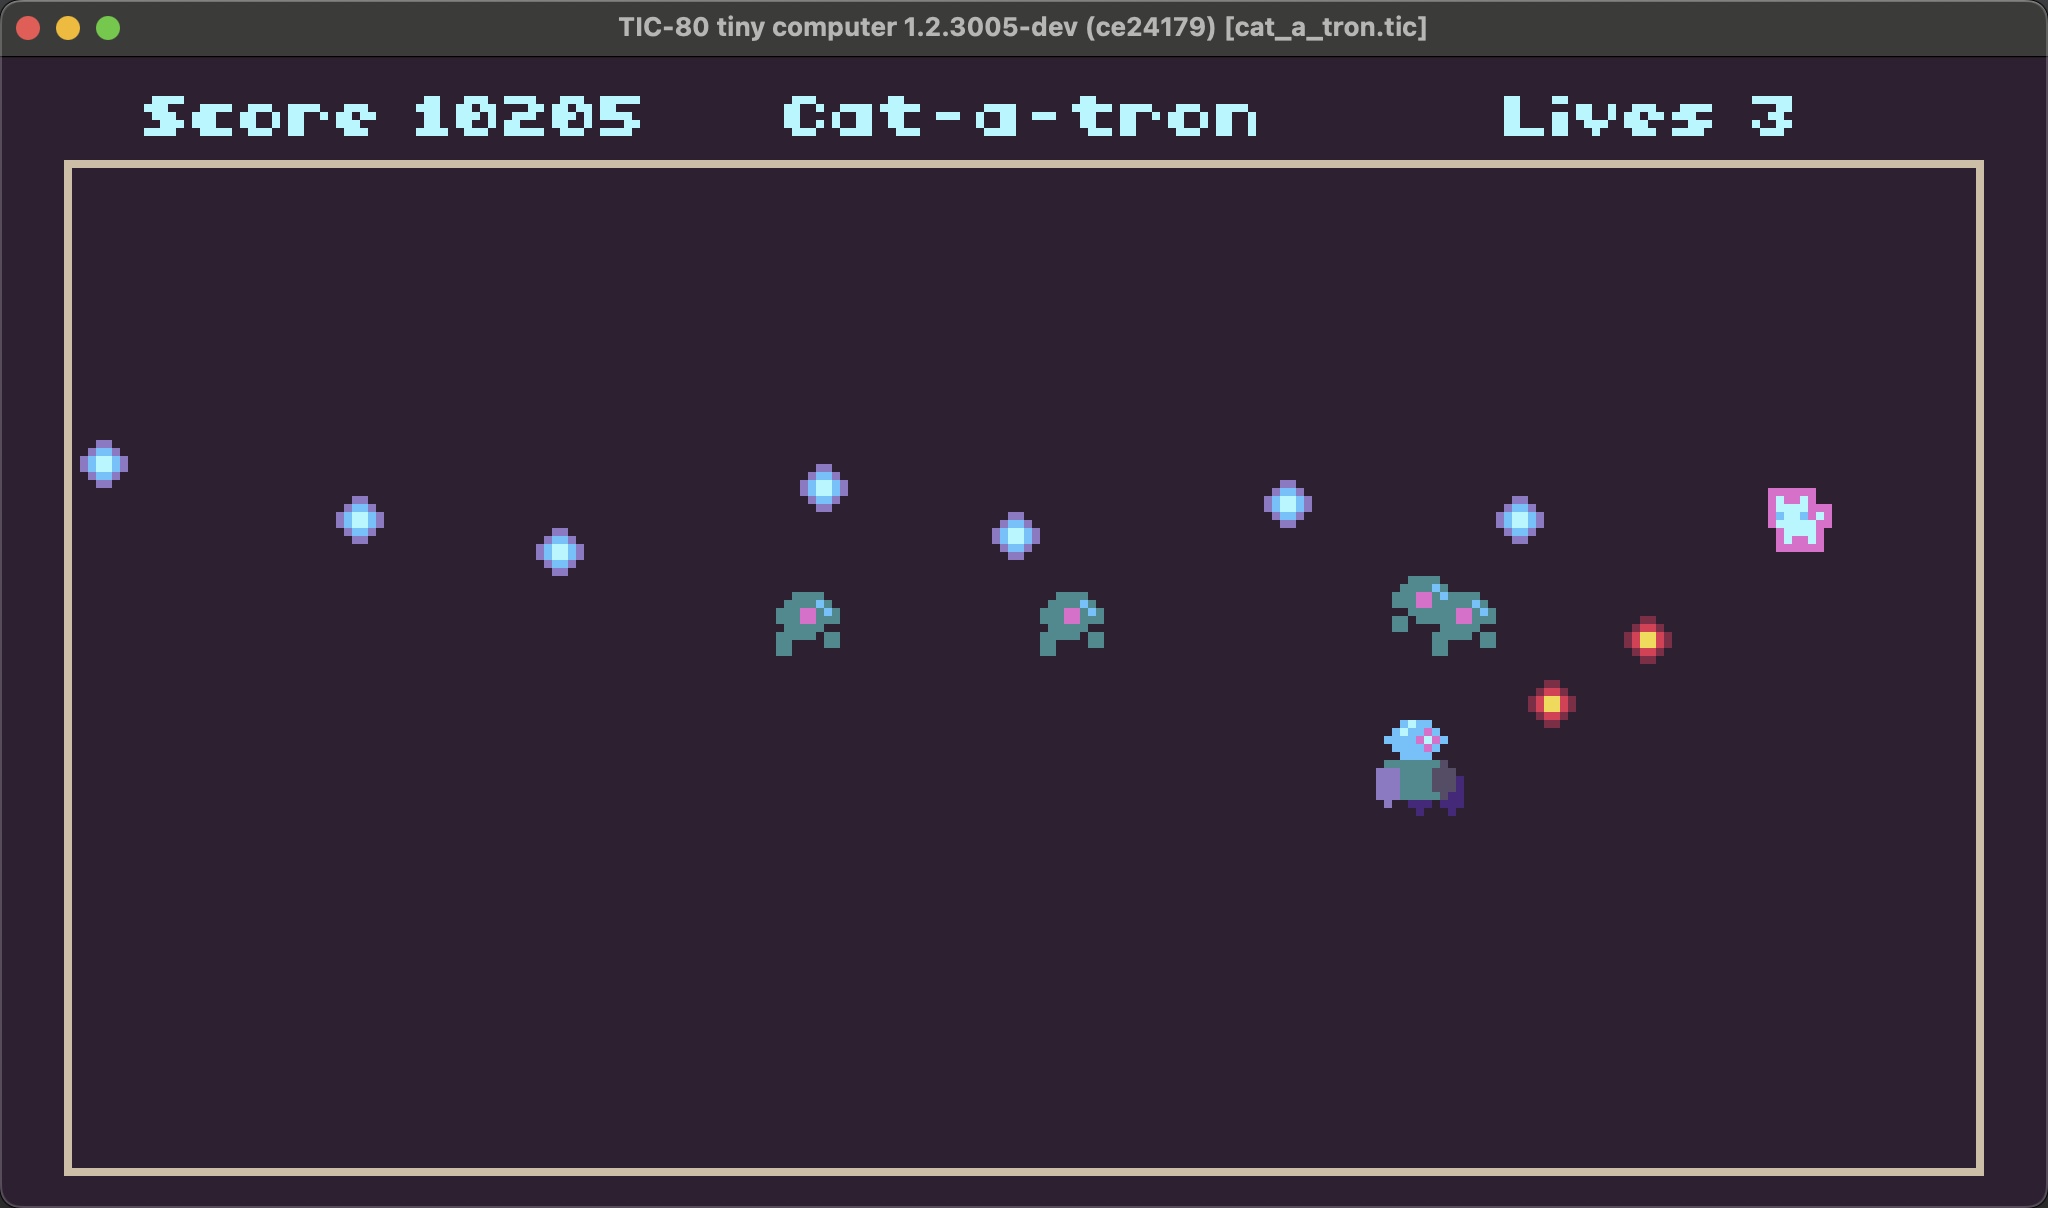 TIC-80 tiny computer 1.2.3005-dev (ce24179) [cat_a_tron.tic]
Score 10205 Cat-a-tron Lives 3